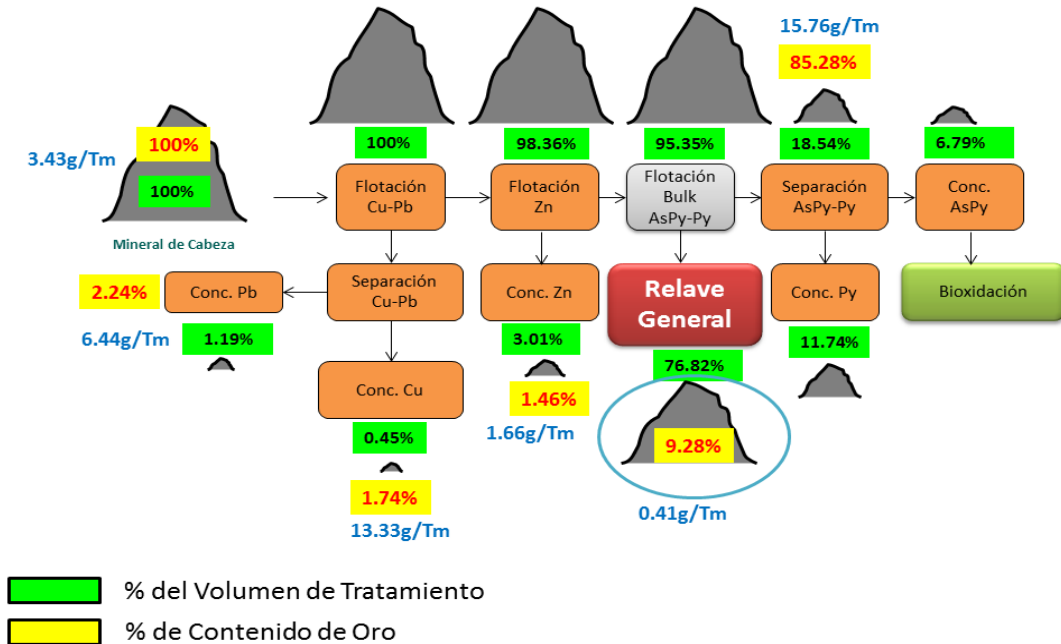 15.76g/Tm
85.28%
3.43g/Tm
100%
100%
Mineral de Cabeza
100%
98.36%
95.35%
18.54%
6.79%
Flotación
Cu-Pb
Flotación
Zn
Flotación
Bulk
AsPy-Py
Separación
AsPy-Py
Conc.
AsPy
2.24%
6.44g/Tm
Conc. Pb
1.19%
Separación
Cu-Pb
Conc. Zn
3.01%
1.46%
1.66g/Tm
Relave
General
76.82%
9.28%
0.41g/Tm
Conc. Py
11.74%
Bioxidación
Conc. Cu
0.45%
1.74%
13.33g/Tm
% del Volumen de Tratamiento
% de Contenido de Oro